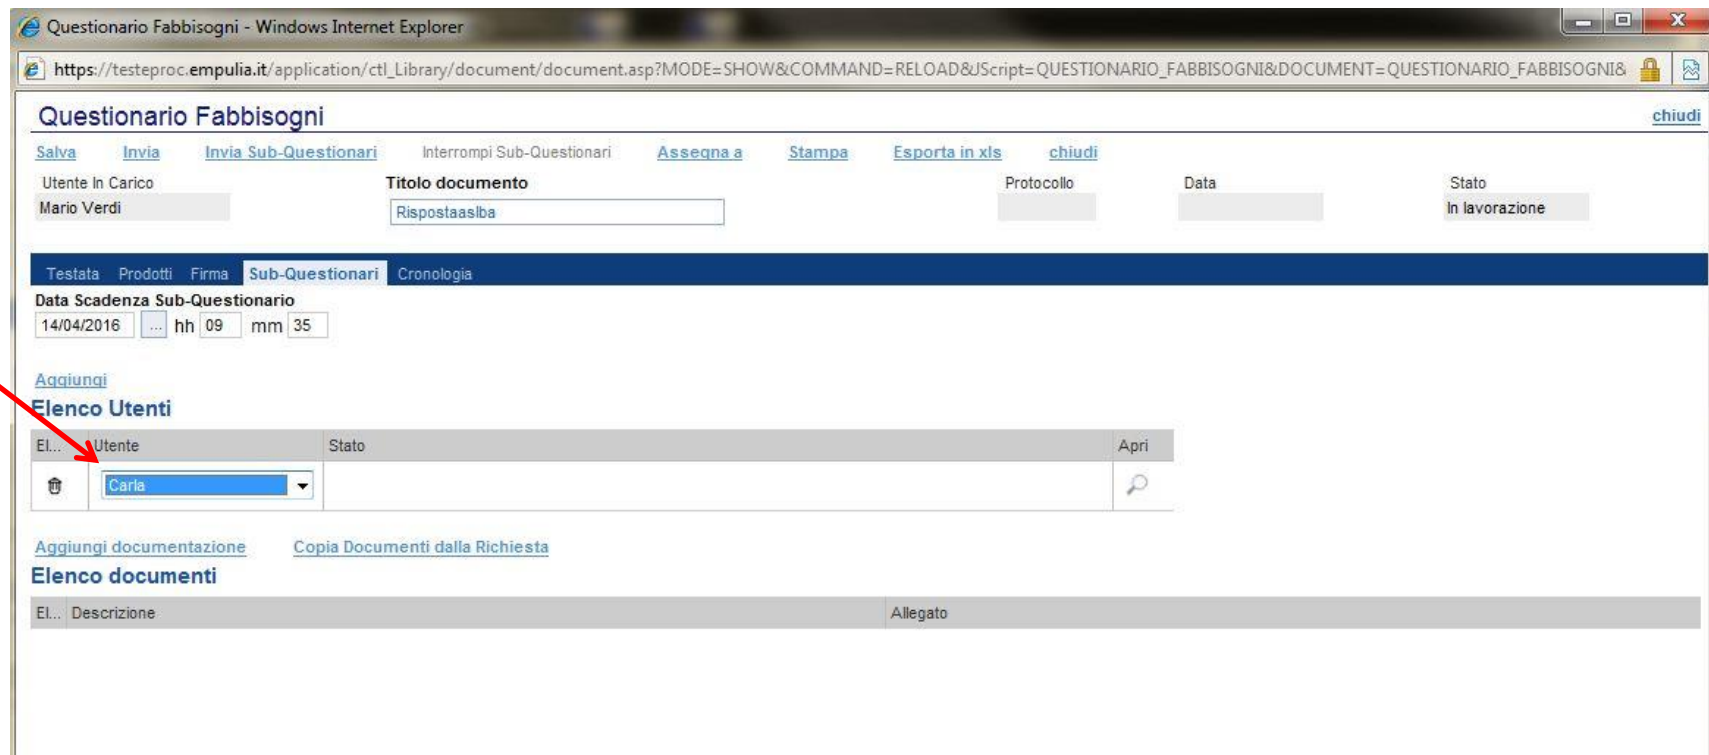 Questionario Fabbisogni - Windows Internet Explorer
https://testeproc.empulia.it/application/ctl_Library/document/document.asp?MODE=SHOW&COMMAND=RELOAD&JScript=QUESTIONARIO_FABBISOGNI&DOCUMENT=QUESTIONARIO_FABBISOGNI&
Questionario Fabbisogni chiudi
Salva Invia Invia Sub-Questionari Interrompi Sub-Questionari Assegna a Stampa Esporta in xls chiudi
Utente In Carico Titolo documento Protocollo Data Stato
Mario Verdi Rispostaaslba In lavorazione
Testata Prodotti Firma Sub-Questionari Cronologia
Data Scadenza Sub-Questionario
14/04/2016 ... hh 09 mm 35
Aggiungi
Elenco Utenti
El... Utente Stato Apri
Carla
Aggiungi documentazione Copia Documenti dalla Richiesta
Elenco documenti
El... Descrizione Allegato